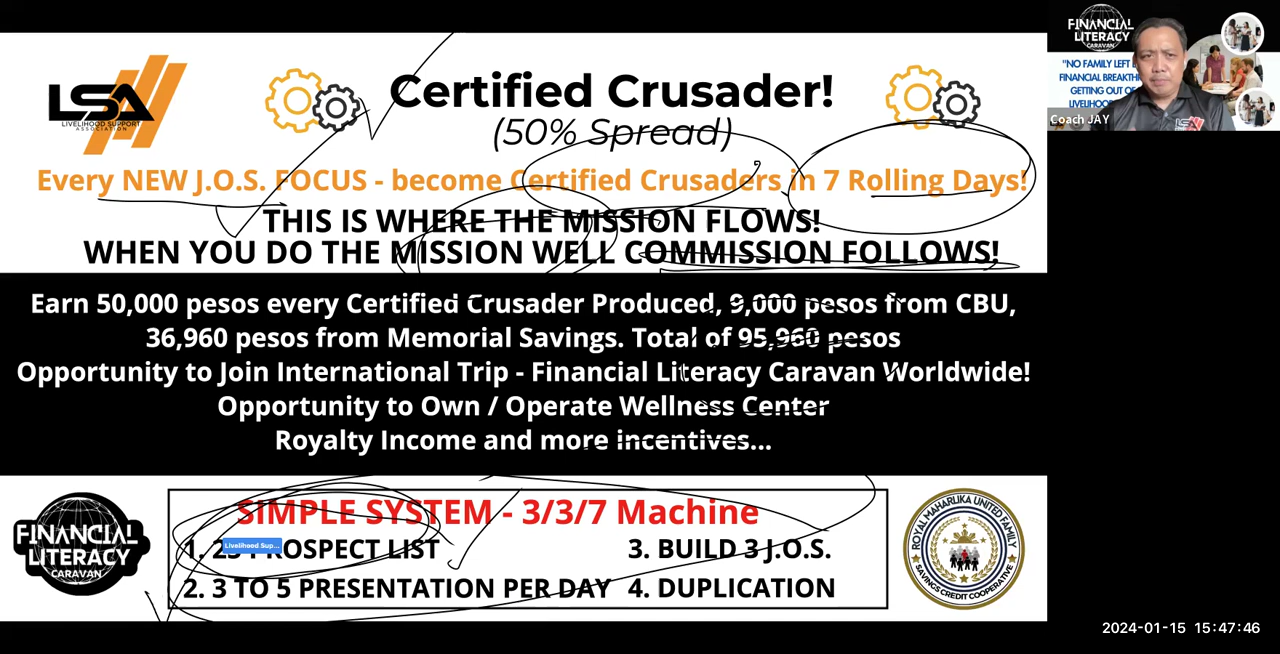 LSA
LIVELIHOOD SUPPORT
ASSOCIATION
Certified Crusader!
(50% Spread)
Every NEW J.O.S. FOCUS - become Certified Crusaders in 7 Rolling Days!
THIS IS WHERE THE MISSION FLOWS!
WHEN YOU DO THE MISSION WELL COMMISSION FOLLOWS!
Earn 50,000 pesos every Certified Crusader Produced, 9,000 pesos from CBU,
36,960 pesos from Memorial Savings. Total of 95,960 pesos
Opportunity to Join International Trip - Financial Literacy Caravan Worldwide!
Opportunity to Own / Operate Wellness Center
Royalty Income and more incentives...
FINANCIAL
LITERACY
CARAVAN
SIMPLE SYSTEM - 3/3/7 Machine
1. PROSPECT LIST
2. 3 TO 5 PRESENTATION PER DAY
3. BUILD 3 J.O.S.
4. DUPLICATION
Livelihood Sup...
ROYAL MAHARLIKA UNITED FAMILY
SAVINGS CREDIT COOPERATIVE
FINANCIAL
LITERACY
CARAVAN
"NO FAMILY LEFT
FINANCIAL
GETTING OUT OF
Coach JAY
2024-01-15 15:47:46